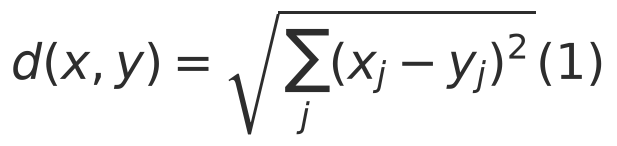 d(x, y) = √∑_j(x_j − y_j)² (1)